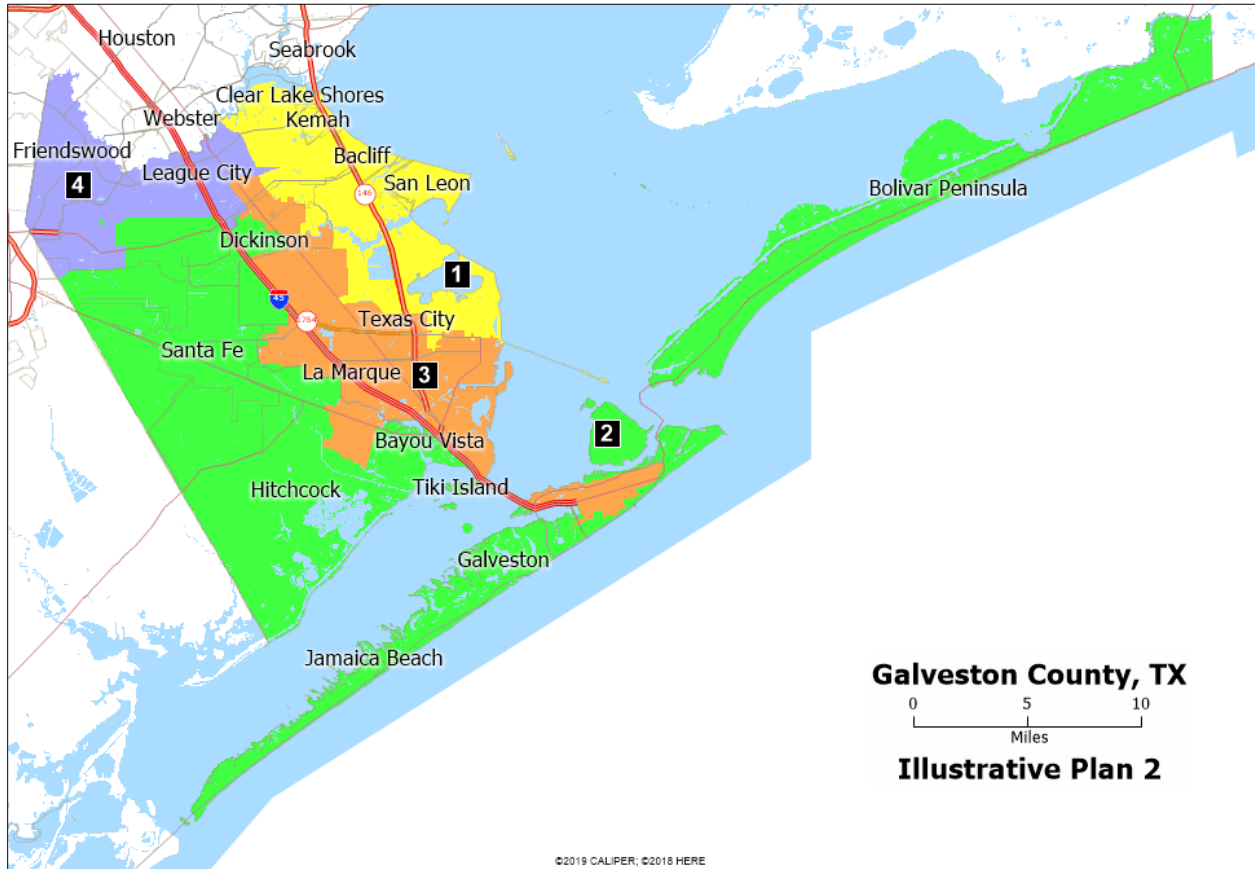 Houston
Seabrook
Clear Lake Shores
Webster
Kemah
Friendswood
Bacliff
League City
4
San Leon
146
Bolivar Peninsula
Dickinson
1
45
1764
Texas City
Santa Fe
La Marque
3
2
Bayou Vista
Hitchcock
Tiki Island
Galveston
Jamaica Beach
Galveston County, TX
0 5 10
Miles
Illustrative Plan 2
©2019 CALIPER; ©2018 HERE